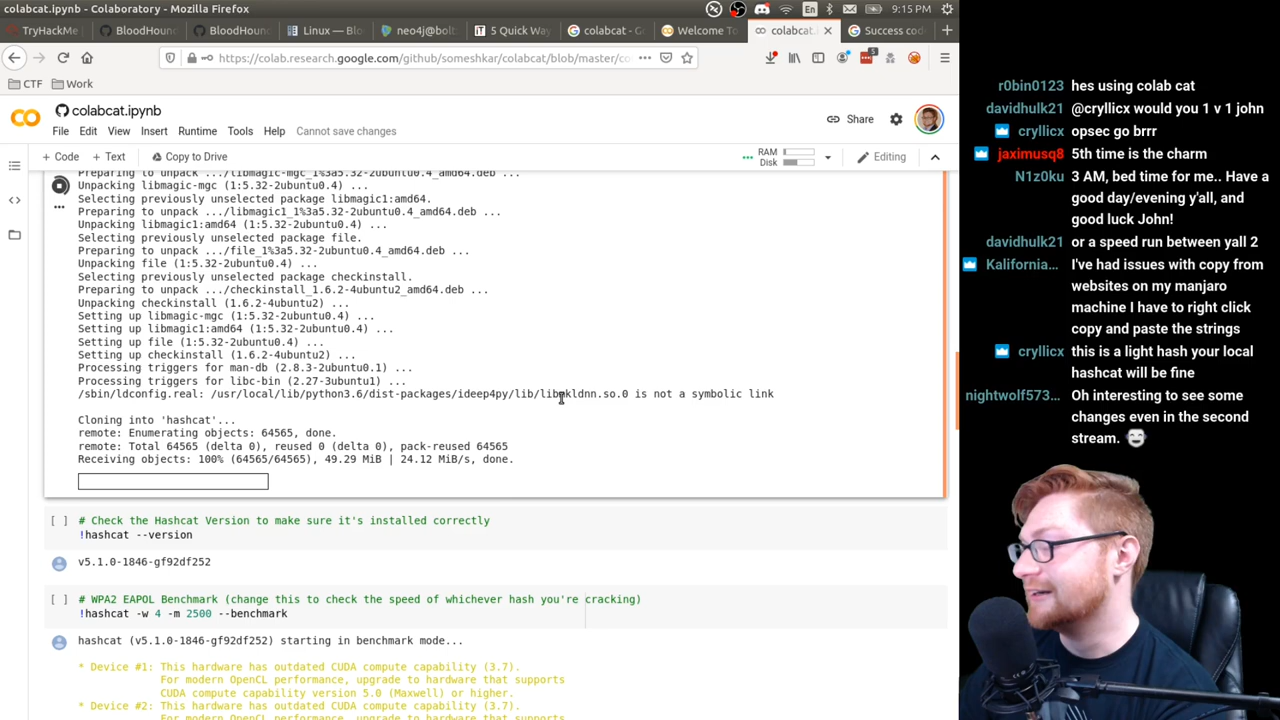 colabcat.ipynb - Colaboratory - Mozilla Firefox
En
9:15 PM
TryHackMe
BloodHound
BloodHound
Linux — Blo
neo4j@bolt
5 Quick Way
colabcat - Go
Welcome To
colabcat.i
Success cod
https://colab.research.google.com/github/someshkar/colabcat/blob/master/co
5
CTF
Work
colabcat.ipynb
File Edit View Insert Runtime Tools Help Cannot save changes
Share
+ Code + Text Copy to Drive
RAM
Disk
Editing
Preparing to unpack .../libmagic-mgc_1%3a5.32-2ubuntu0.4_amd64.deb ...
Unpacking libmagic-mgc (1:5.32-2ubuntu0.4) ...
Selecting previously unselected package libmagic1:amd64.
Preparing to unpack .../libmagic1_1%3a5.32-2ubuntu0.4_amd64.deb ...
Unpacking libmagic1:amd64 (1:5.32-2ubuntu0.4) ...
Selecting previously unselected package file.
Preparing to unpack .../file_1%3a5.32-2ubuntu0.4_amd64.deb ...
Unpacking file (1:5.32-2ubuntu0.4) ...
Selecting previously unselected package checkinstall.
Preparing to unpack .../checkinstall_1.6.2-4ubuntu2_amd64.deb ...
Unpacking checkinstall (1.6.2-4ubuntu2) ...
Setting up libmagic-mgc (1:5.32-2ubuntu0.4) ...
Setting up libmagic1:amd64 (1:5.32-2ubuntu0.4) ...
Setting up file (1:5.32-2ubuntu0.4) ...
Setting up checkinstall (1.6.2-4ubuntu2) ...
Processing triggers for man-db (2.8.3-2ubuntu0.1) ...
Processing triggers for libc-bin (2.27-3ubuntu1) ...
/sbin/ldconfig.real: /usr/local/lib/python3.6/dist-packages/ideep4py/lib/libmkldnn.so.0 is not a symbolic link
Cloning into 'hashcat'...
remote: Enumerating objects: 64565, done.
remote: Total 64565 (delta 0), reused 0 (delta 0), pack-reused 64565
Receiving objects: 100% (64565/64565), 49.29 MiB | 24.12 MiB/s, done.
[ ] # Check the Hashcat Version to make sure it's installed correctly
!hashcat --version
v5.1.0-1846-gf92df252
[ ] # WPA2 EAPOL Benchmark (change this to check the speed of whichever hash you're cracking)
!hashcat -w 4 -m 2500 --benchmark
hashcat (v5.1.0-1846-gf92df252) starting in benchmark mode...
* Device #1: This hardware has outdated CUDA compute capability (3.7).
For modern OpenCL performance, upgrade to hardware that supports
CUDA compute capability version 5.0 (Maxwell) or higher.
* Device #2: This hardware has outdated CUDA compute capability (3.7).
For modern OpenCL performance, upgrade to hardware that supports
r0bin0123 hes using colab cat
davidhulk21 @cryllicx would you 1 v 1 john
cryllicx opsec go brrr
jaximusq8 5th time is the charm
N1z0ku 3 AM, bed time for me.. Have a
good day/evening y'all, and
good luck John!
davidhulk21 or a speed run between yall 2
Kalifornia... I've had issues with copy from
websites on my manjaro
machine I have to right click
copy and paste the strings
cryllicx this is a light hash your local
hashcat will be fine
nightwolf573... Oh interesting to see some
changes even in the second
stream.